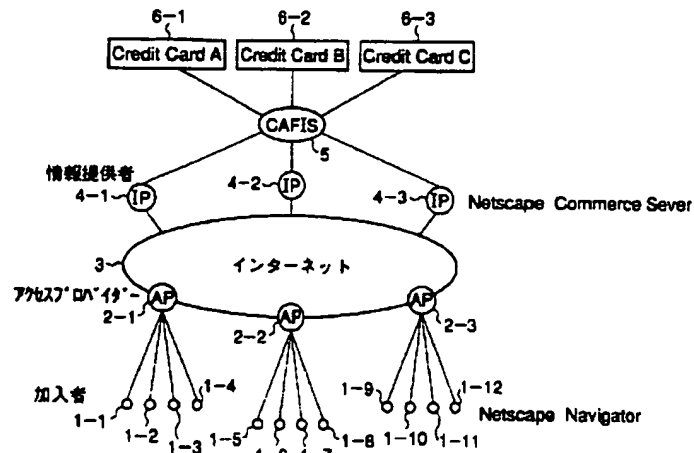 6-1 6-2 6-3
Credit Card A Credit Card B Credit Card C
CAFIS
5
情報提供者
4-1 IP 4-2 IP 4-3 IP Netscape Commerce Sever
3 インターネット
アクセスプロバイダー
AP AP AP
2-1 2-2 2-3
加入者
1-1 1-2 1-3 1-4 1-5 1-8 1-9 1-10 1-11 1-12 Netscape Navigator